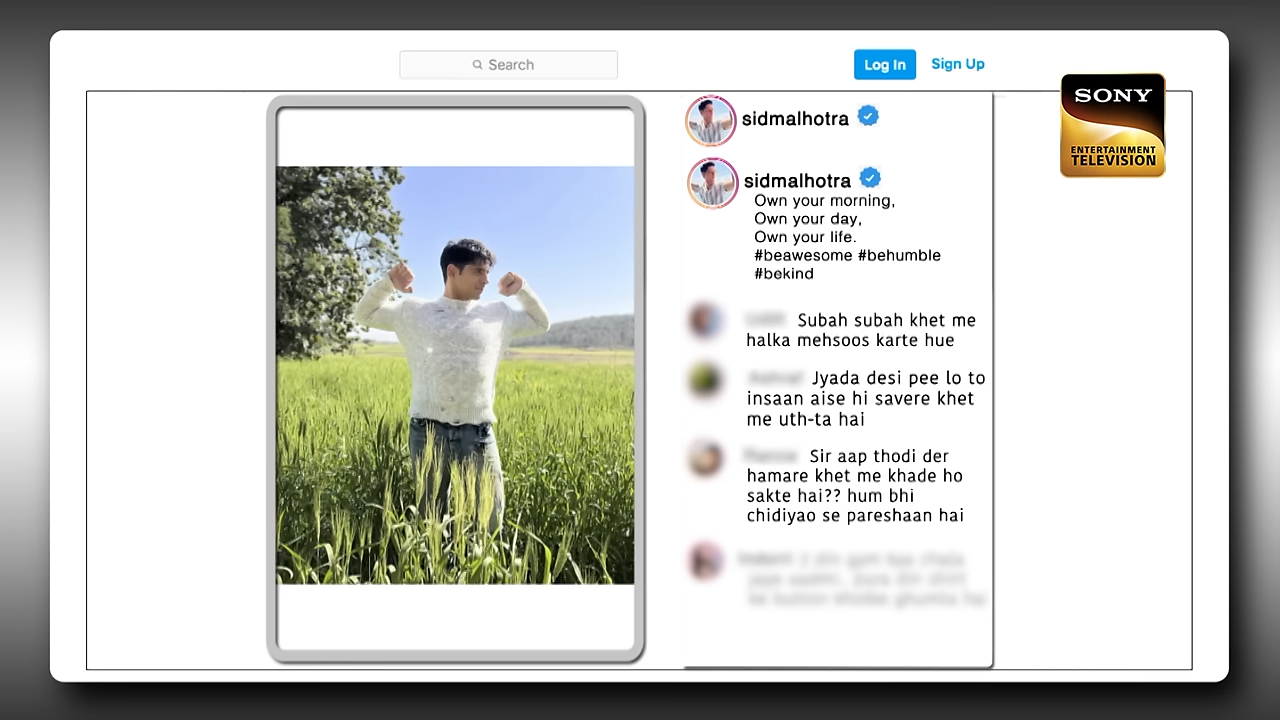 Search
Log In
Sign Up
SONY
ENTERTAINMENT
TELEVISION
sidmalhotra
sidmalhotra
Own your morning,
Own your day,
Own your life.
#beawesome #behumble
#bekind
Subah subah khet me
halka mehsoos karte hue
Jyada desi pee lo to
insaan aise hi savere khet
me uth-ta hai
Sir aap thodi der
hamare khet me khade ho
sakte hai?? hum bhi
chidiyao se pareshaan hai